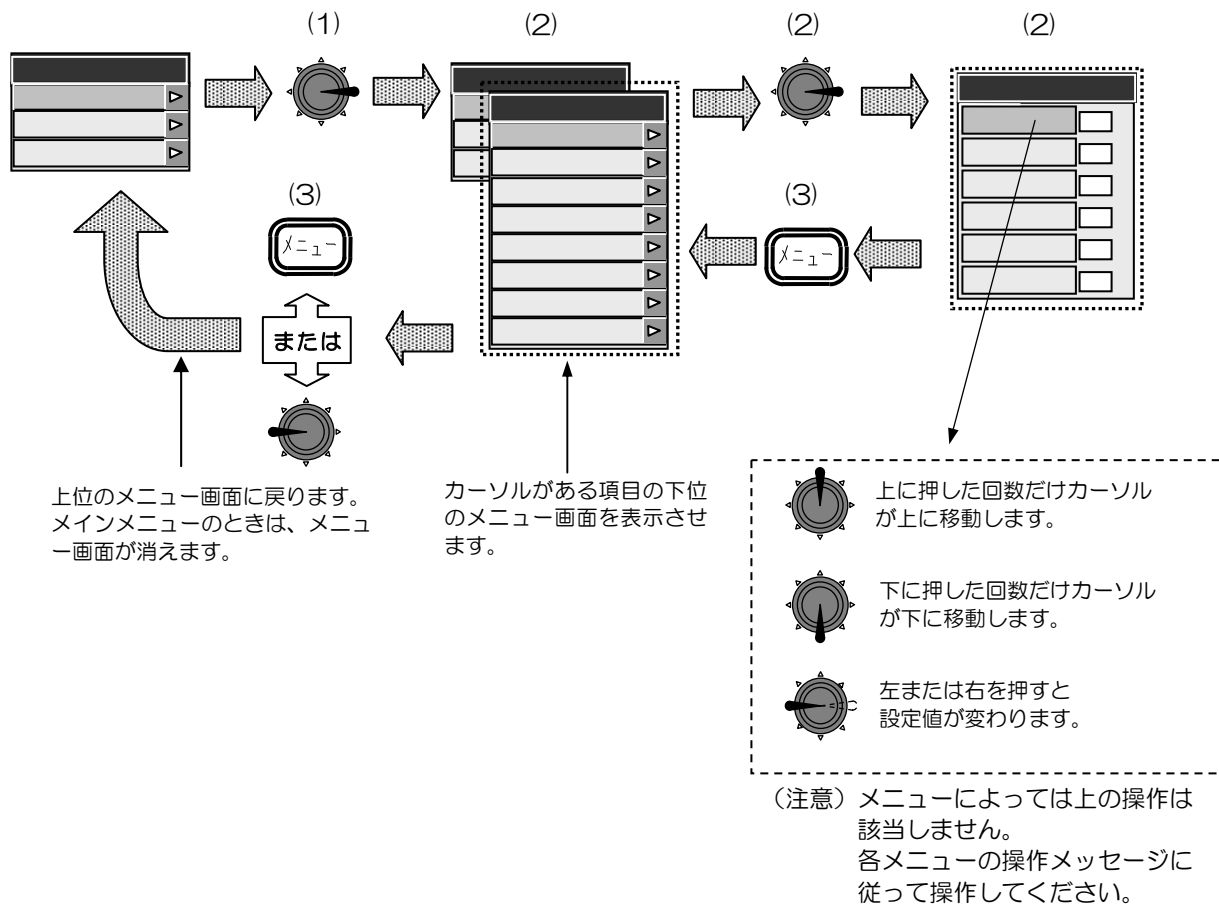 (1)
(2)
(2)
(2)
(3)
メニュー
(3)
メニュー
または
上位のメニュー画面に戻ります。
メインメニューのときは、メニュ
ー画面が消えます。
カーソルがある項目の下位
のメニュー画面を表示させ
ます。
上に押した回数だけカーソル
が上に移動します。
下に押した回数だけカーソル
が下に移動します。
左または右を押すと
設定値が変わります。
（注意）メニューによっては上の操作は
該当しません。
各メニューの操作メッセージに
従って操作してください。